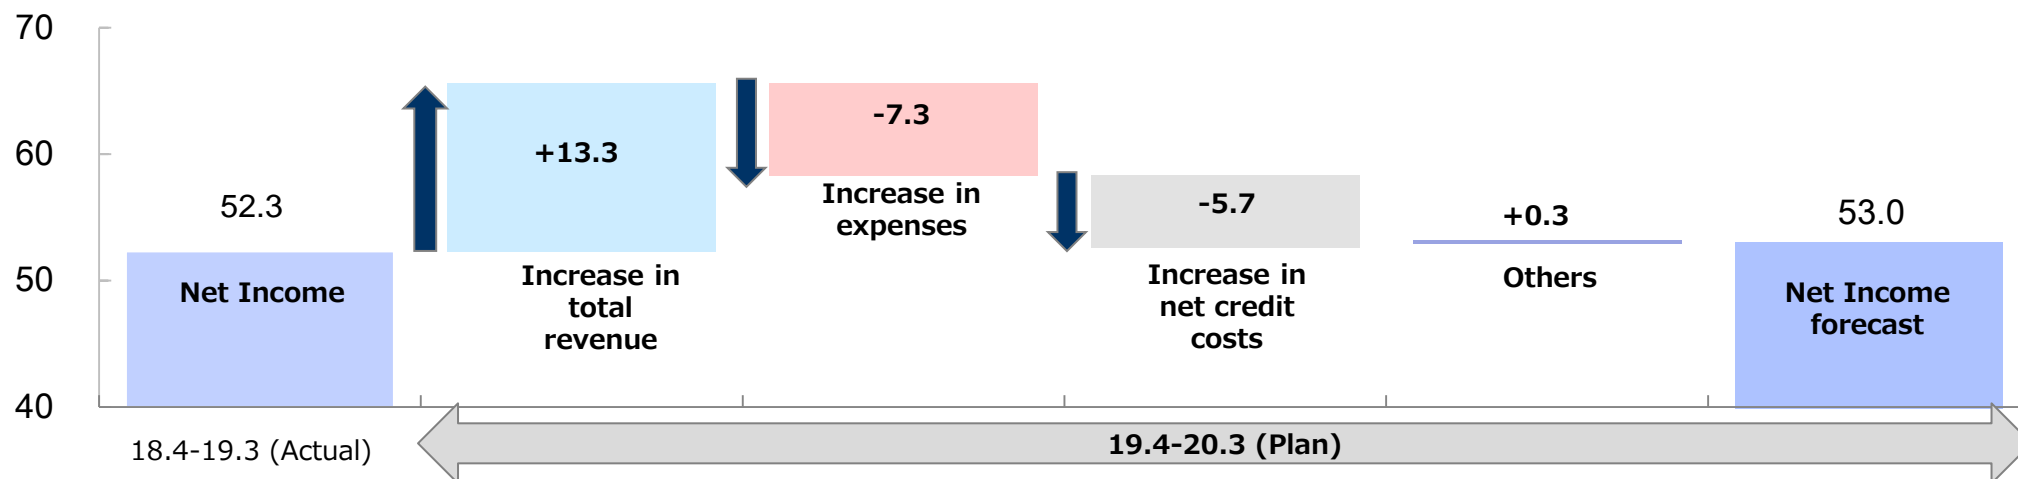 70
60
50
40
52.3
Net Income
+13.3
Increase in
total
revenue
-7.3
Increase in
expenses
-5.7
Increase in
net credit
costs
+0.3
Others
53.0
Net Income
forecast
18.4-19.3 (Actual)
19.4-20.3 (Plan)